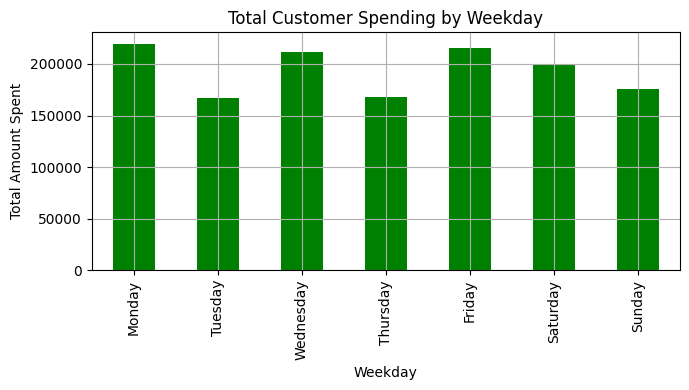 Total Customer Spending by Weekday
Total Amount Spent
200000
150000
100000
50000
0
Monday
Tuesday
Wednesday
Thursday
Friday
Saturday
Sunday
Weekday